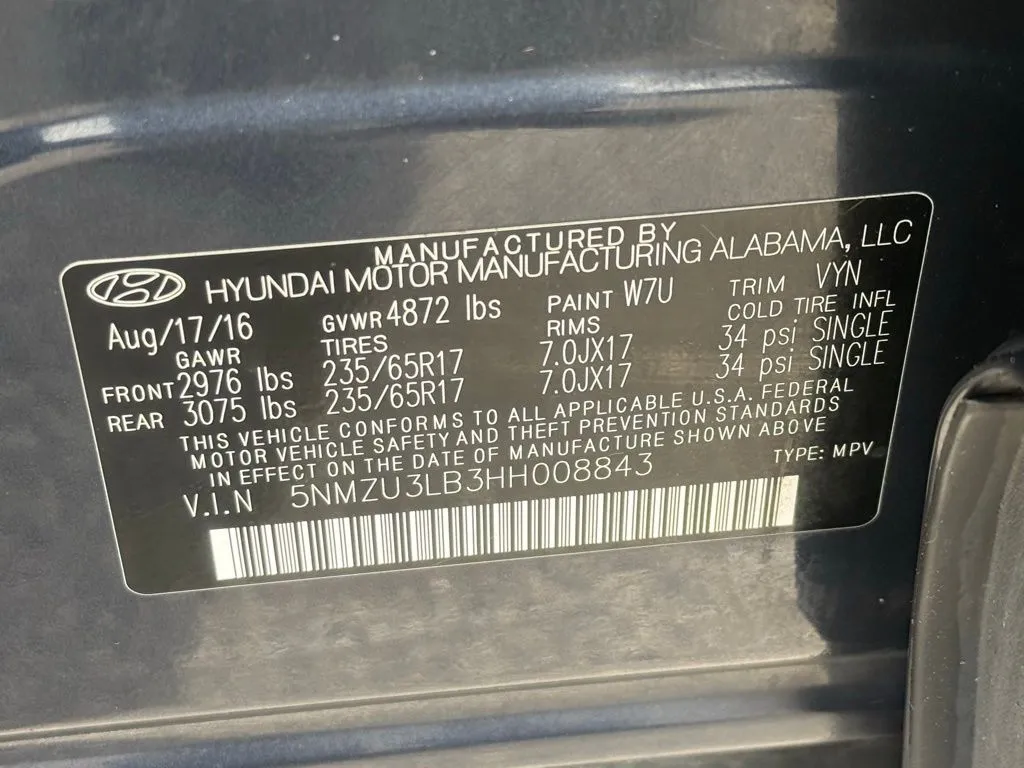 MANUFACTURED BY
HYUNDAI MOTOR MANUFACTURING ALABAMA, LLC
Aug/17/16 GVWR 4872 lbs PAINT W7U TRIM VYN
GAWR TIRES RIMS COLD TIRE INFL
FRONT 2976 lbs 235/65R17 7.0JX17 34 psi SINGLE
REAR 3075 lbs 235/65R17 7.0JX17 34 psi SINGLE
THIS VEHICLE CONFORMS TO ALL APPLICABLE U.S.A. FEDERAL
MOTOR VEHICLE SAFETY AND THEFT PREVENTION STANDARDS
IN EFFECT ON THE DATE OF MANUFACTURE SHOWN ABOVE
V.I.N 5NMZU3LB3HH008843 TYPE: MPV